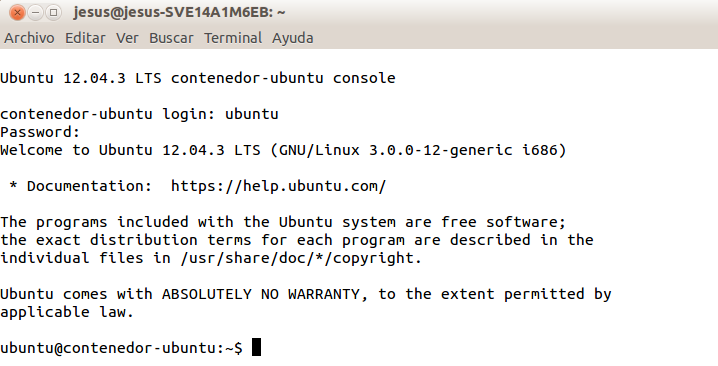 jesus@jesus-SVE14A1M6EB: ~
Archivo Editar Ver Buscar Terminal Ayuda
Ubuntu 12.04.3 LTS contenedor-ubuntu console
contenedor-ubuntu login: ubuntu
Password:
Welcome to Ubuntu 12.04.3 LTS (GNU/Linux 3.0.0-12-generic i686)
* Documentation:  https://help.ubuntu.com/
The programs included with the Ubuntu system are free software;
the exact distribution terms for each program are described in the
individual files in /usr/share/doc/*/copyright.
Ubuntu comes with ABSOLUTELY NO WARRANTY, to the extent permitted by
applicable law.
ubuntu@contenedor-ubuntu:~$